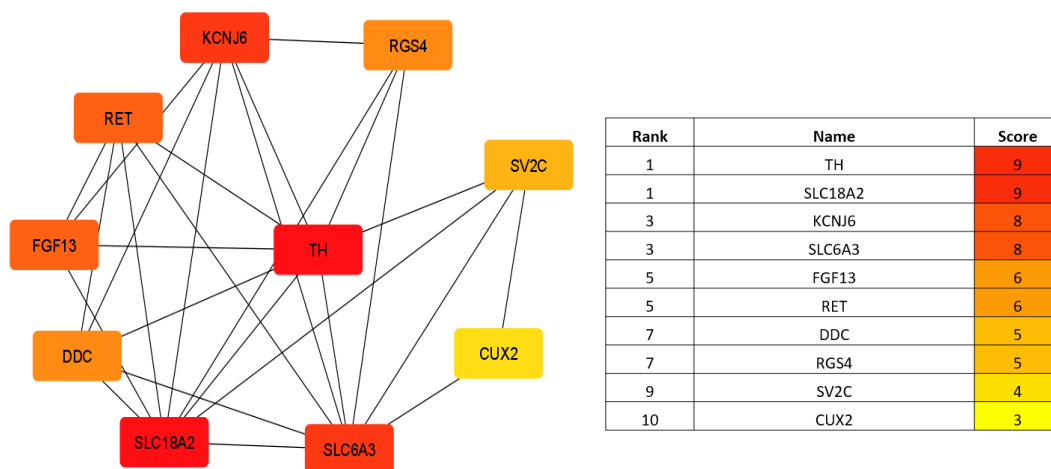 KCNJ6
RGS4
RET
SV2C
FGF13
TH
DDC
CUX2
SLC18A2
SLC6A3
Rank Name Score
1 TH 9
1 SLC18A2 9
3 KCNJ6 8
3 SLC6A3 8
5 FGF13 6
5 RET 6
7 DDC 5
7 RGS4 5
9 SV2C 4
10 CUX2 3